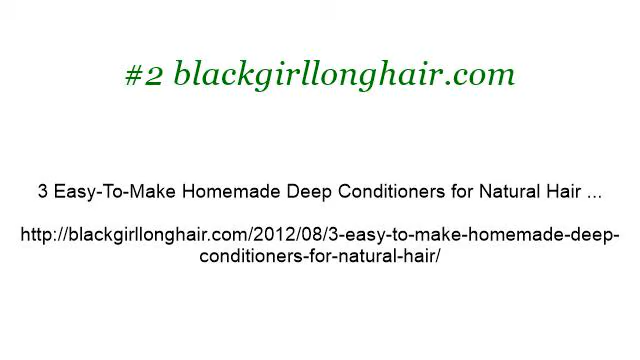 #2 blackgirllonghair.com
3 Easy-To-Make Homemade Deep Conditioners for Natural Hair ...
http://blackgirllonghair.com/2012/08/3-easy-to-make-homemade-deep-
conditioners-for-natural-hair/